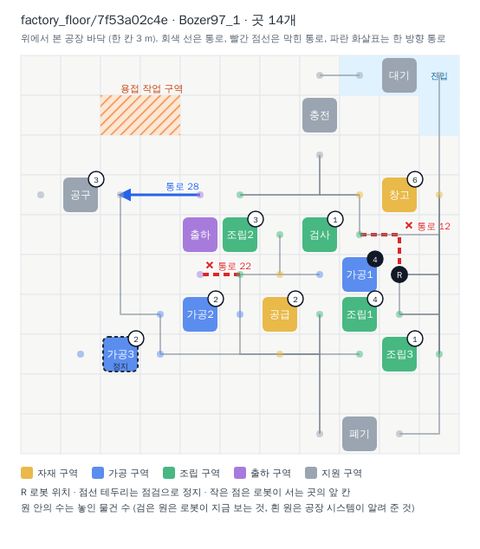 factory_floor/7f53a02c4e · Bozer97_1 · 곳 14개
위에서 본 공장 바닥 (한 칸 3 m). 회색 선은 통로, 빨간 점선은 막힌 통로, 파란 화살표는 한 방향 통로
대기
진입
용접 작업 구역
충전
통로 28
공구 3
창고 6
출하
조립2 3
검사 1
통로 12
통로 22
가공1 4
R
가공2 2
공급 2
조립1 4
가공3 2
정지
조립3 1
폐기
자재 구역 가공 구역 조립 구역 출하 구역 지원 구역
R 로봇 위치 · 점선 테두리는 점검으로 정지 · 작은 점은 로봇이 서는 곳의 앞 칸
원 안의 수는 놓인 물건 수 (검은 원은 로봇이 지금 보는 것, 흰 원은 공장 시스템이 알려 준 것)